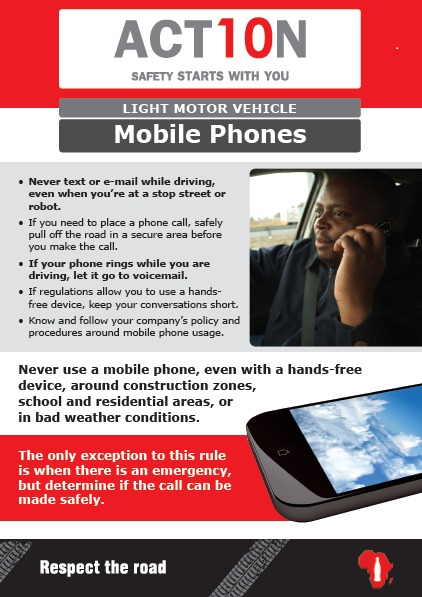 ACT10N
SAFETY STARTS WITH YOU
LIGHT MOTOR VEHICLE
Mobile Phones
• Never text or e-mail while driving,
even when you're at a stop street or
robot.
• If you need to place a phone call, safely
pull off the road in a secure area before
you make the call.
• If your phone rings while you are
driving, let it go to voicemail.
• If regulations allow you to use a hands-
free device, keep your conversations short.
• Know and follow your company's policy and
procedures around mobile phone usage.
Never use a mobile phone, even with a hands-free
device, around construction zones,
school and residential areas, or
in bad weather conditions.
The only exception to this rule
is when there is an emergency,
but determine if the call can be
made safely.
Respect the road